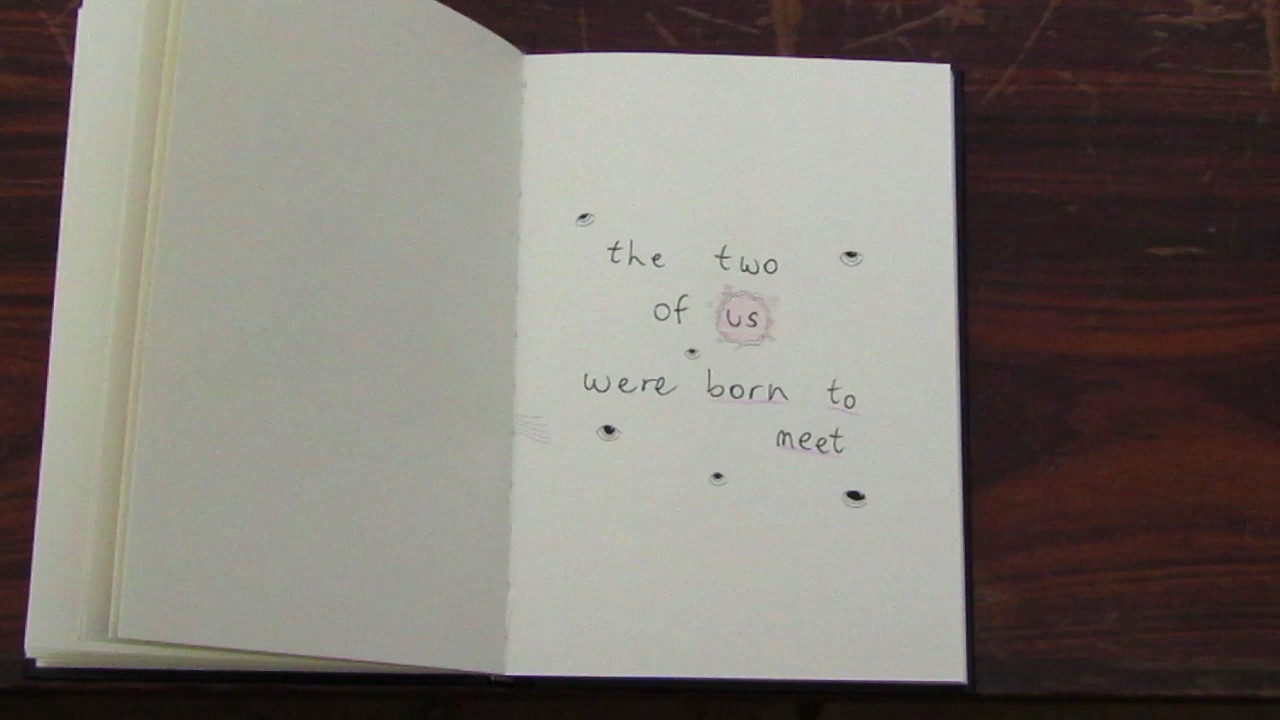 the two
of us
were born to
meet